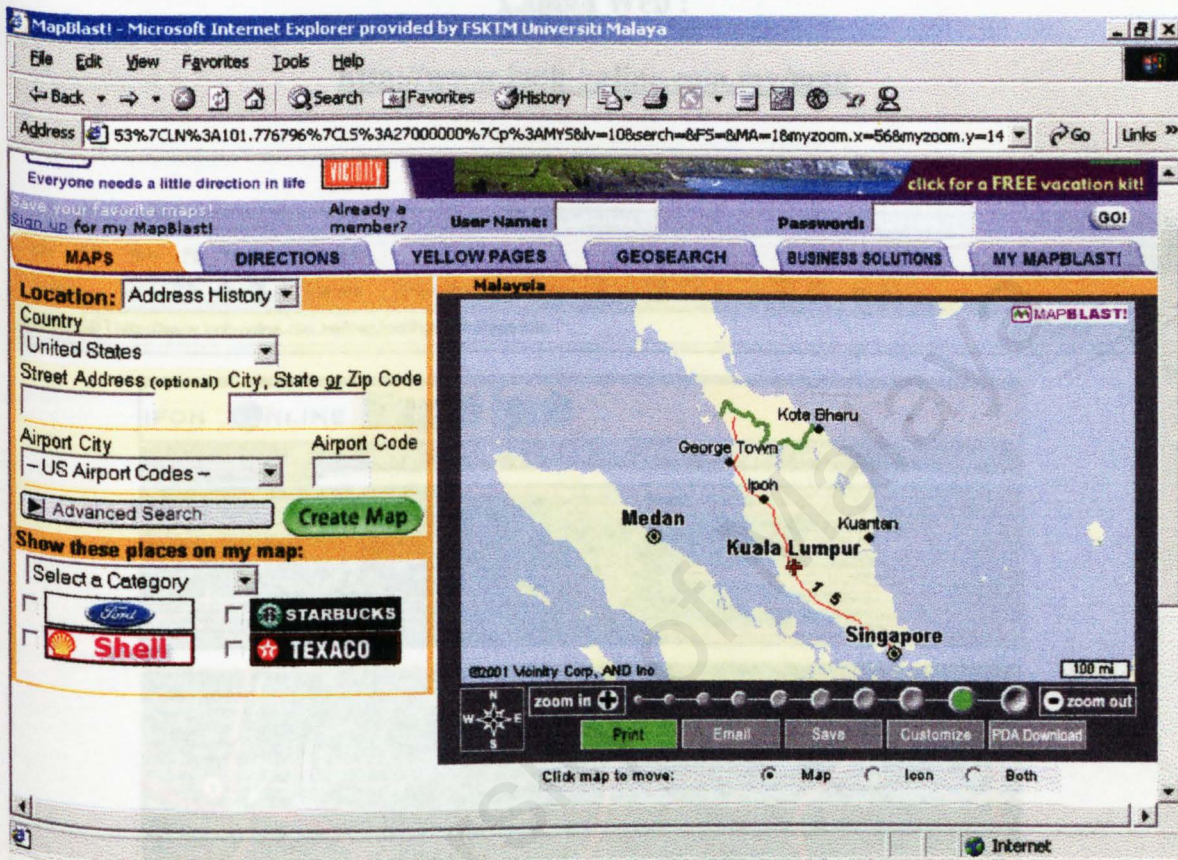 MapBlast! - Microsoft Internet Explorer provided by FSKTM Universiti Malaya
File Edit View Favorites Tools Help
Back Search Favorites History
Address 53%7CLN%3A101.776796%7CLS%3A27000000%7Cp%3AMYS&lv=10&serch=&FS=&MA=1&myzoom.x=56&myzoom.y=14 Go Links »
Everyone needs a little direction in life VICINITY click for a FREE vacation kit!
Save your favorite maps!
Sign up for my MapBlast! Already a member? User Name: Password: GO!
MAPS DIRECTIONS YELLOW PAGES GEOSEARCH BUSINESS SOLUTIONS MY MAPBLAST!
Location: Address History
Country
United States
Street Address (optional) City, State or Zip Code
Airport City Airport Code
-- US Airport Codes --
Advanced Search Create Map
Show these places on my map:
Select a Category
Ford STARBUCKS
Shell TEXACO
Malaysia
MAPBLAST!
Kota Bharu
George Town
Ipoh
Medan
Kuantan
Kuala Lumpur
1 5
Singapore
©2001 Vicinity Corp, AND Inc 100 mi
N
W E
S
zoom in zoom out
Print Email Save Customize PDA Download
Click map to move: Map Icon Both
Internet